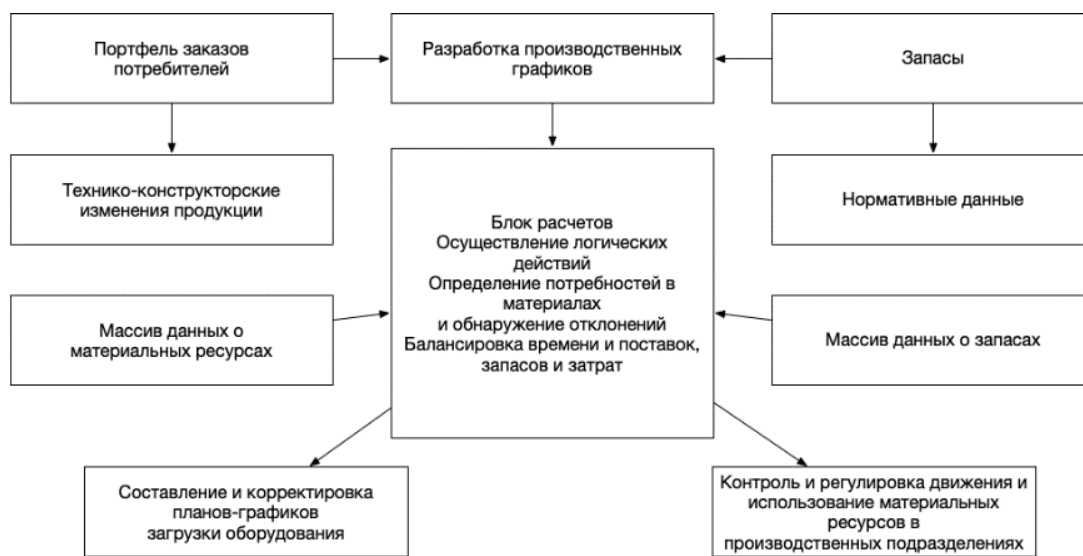 Портфель заказов
потребителей
Разработка производственных
графиков
Запасы
Технико-конструкторские
изменения продукции
Блок расчетов
Осуществление логических
действий
Определение потребностей в
материалах
и обнаружение отклонений
Балансировка времени и поставок,
запасов и затрат
Нормативные данные
Массив данных о
материальных ресурсах
Массив данных о запасах
Составление и корректировка
планов-графиков
загрузки оборудования
Контроль и регулировка движения и
использование материальных
ресурсов в
производственных подразделениях